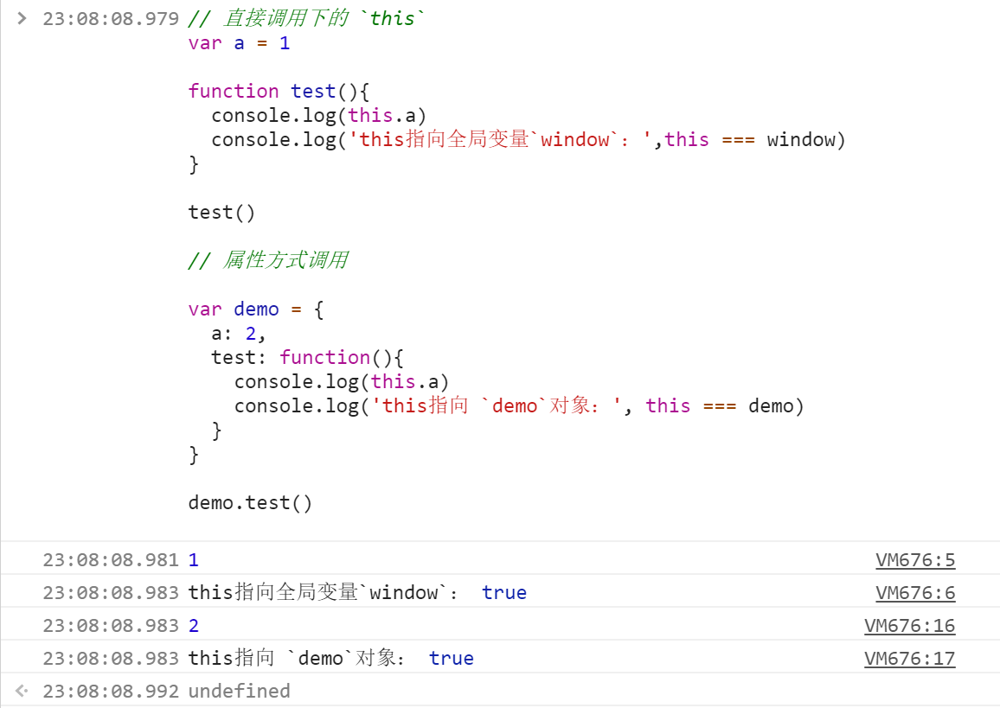 23:08:08.979 // 直接调用下的 `this`
var a = 1
function test(){
console.log(this.a)
console.log('this指向全局变量`window`：',this === window)
}
test()
// 属性方式调用
var demo = {
a: 2,
test: function(){
console.log(this.a)
console.log('this指向 `demo`对象：', this === demo)
}
}
demo.test()
23:08:08.981 1 VM676:5
23:08:08.983 this指向全局变量`window`： true VM676:6
23:08:08.983 2 VM676:16
23:08:08.983 this指向 `demo`对象： true VM676:17
23:08:08.992 undefined